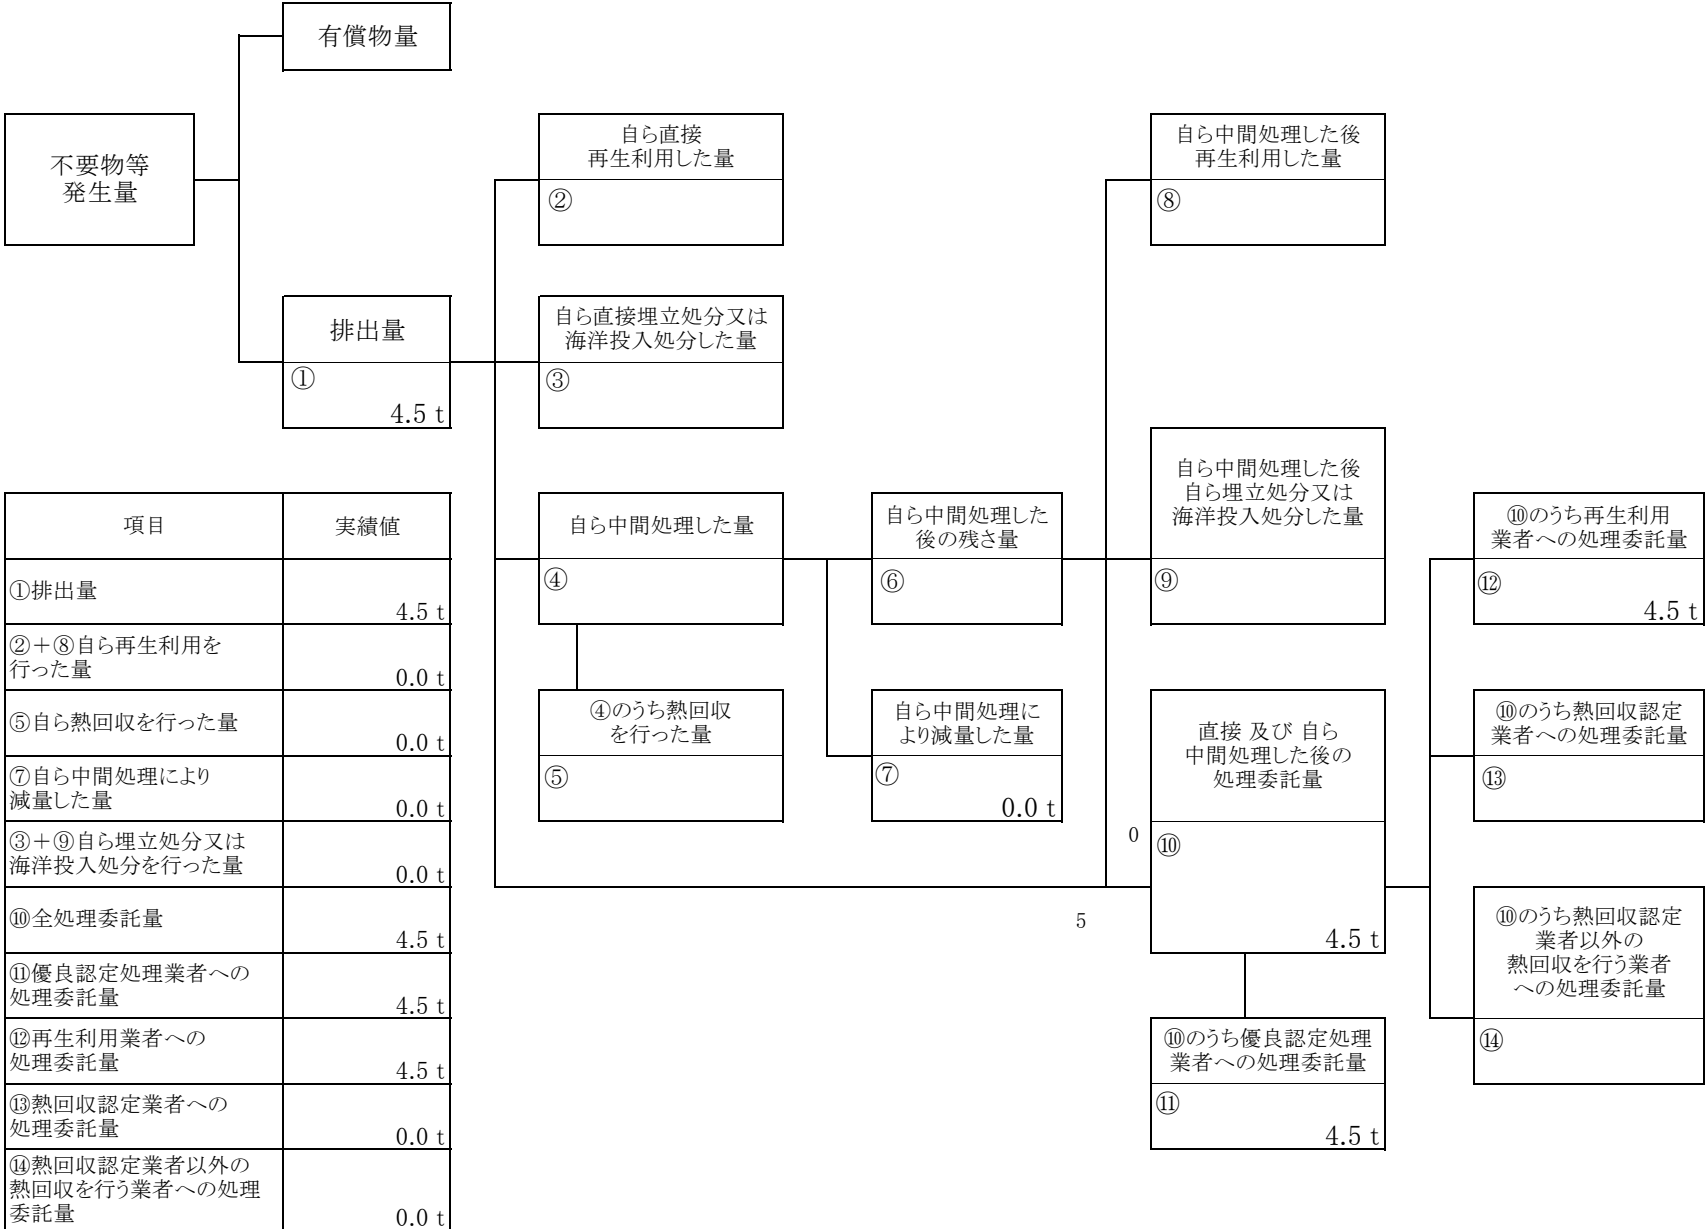 有償物量
不要物等
発生量
自ら直接
再生利用した量
②
自ら中間処理した後
再生利用した量
⑧
排出量
①
4.5 t
自ら直接埋立処分又は
海洋投入処分した量
③
自ら中間処理した後
自ら埋立処分又は
海洋投入処分した量
⑨
自ら中間処理した量
④
自ら中間処理した
後の残さ量
⑥
⑩のうち再生利用
業者への処理委託量
⑫
4.5 t
④のうち熱回収
を行った量
⑤
自ら中間処理に
より減量した量
⑦
0.0 t
直接 及び 自ら
中間処理した後の
処理委託量
0
⑩
5
4.5 t
⑩のうち熱回収認定
業者への処理委託量
⑬
⑩のうち熱回収認定
業者以外の
熱回収を行う業者
への処理委託量
⑭
⑩のうち優良認定処理
業者への処理委託量
⑪
4.5 t
項目 実績値
①排出量
4.5 t
②＋⑧自ら再生利用を
行った量
0.0 t
⑤自ら熱回収を行った量
0.0 t
⑦自ら中間処理により
減量した量
0.0 t
③＋⑨自ら埋立処分又は
海洋投入処分を行った量
0.0 t
⑩全処理委託量
4.5 t
⑪優良認定処理業者への
処理委託量
4.5 t
⑫再生利用業者への
処理委託量
4.5 t
⑬熱回収認定業者への
処理委託量
0.0 t
⑭熱回収認定業者以外の
熱回収を行う業者への処理
委託量
0.0 t